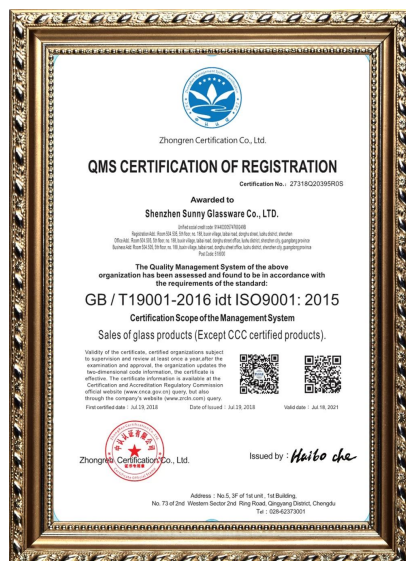 Zhongren Certification Co., Ltd.
QMS CERTIFICATION OF REGISTRATION
Certification No.: 27318Q20395R0S
Awarded to
Shenzhen Sunny Glassware Co., LTD.
The Quality Management System of the above
organization has been assessed and found to be in accordance with
the requirements of the standard:
GB / T19001-2016 idt ISO9001: 2015
Certification Scope of the Management System
Sales of glass products (Except CCC certified products).
Validity of the certificate, certified organizations subject
to supervision and review at least once a year,after the
examination and approval, the organization updates the
two-dimensional code information, the certificate is
effective. The certificate information is available at the
Certification and Accreditation Regulatory Commission
official website (www.cnca.gov.cn) query, but also
through the company's website (www.zrcln.com) query.
First certified date : Jul.19, 2018
Date of Issued : Jul.19, 2018
Valid date : Jul.18, 2021
Zhongren Certification Co., Ltd.
Issued by : Haibo che
Address : No.5, 3F of 1st unit , 1st Building,
No. 73 of 2nd Western Sector 2nd Ring Road, Qingyang District, Chengdu
Tel : 028-62373001